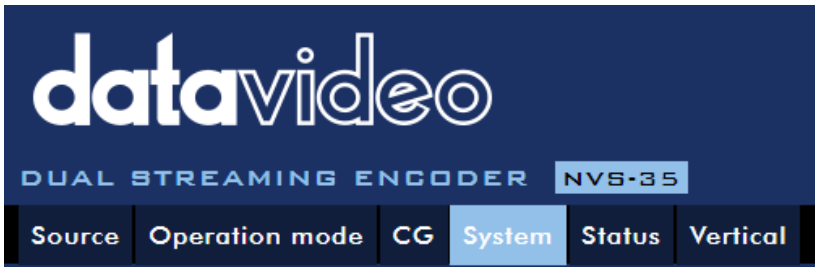 datavideo
DUAL STREAMING ENCODER NVS-35
Source Operation mode CG System Status Vertical